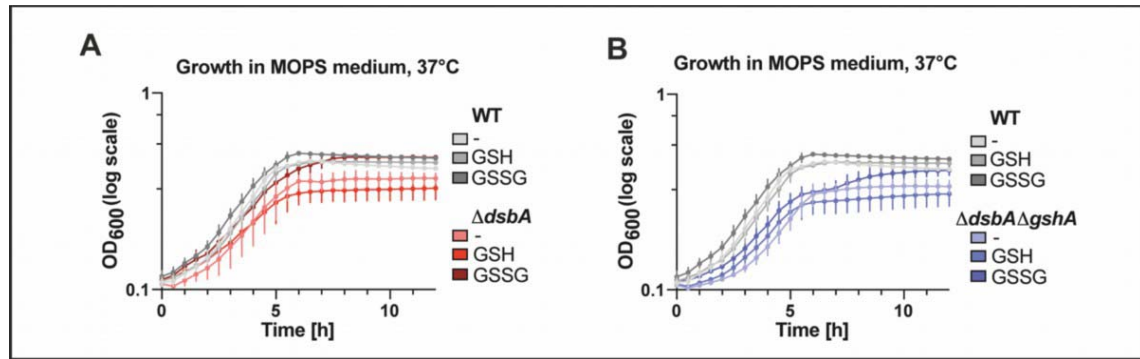 A
Growth in MOPS medium, 37°C
OD600 (log scale)
1
0.1
0
5
10
Time [h]
WT
-
GSH
GSSG
ΔdsbA
-
GSH
GSSG
B
Growth in MOPS medium, 37°C
OD600 (log scale)
1
0.1
0
5
10
Time [h]
WT
-
GSH
GSSG
ΔdsbAΔgshA
-
GSH
GSSG